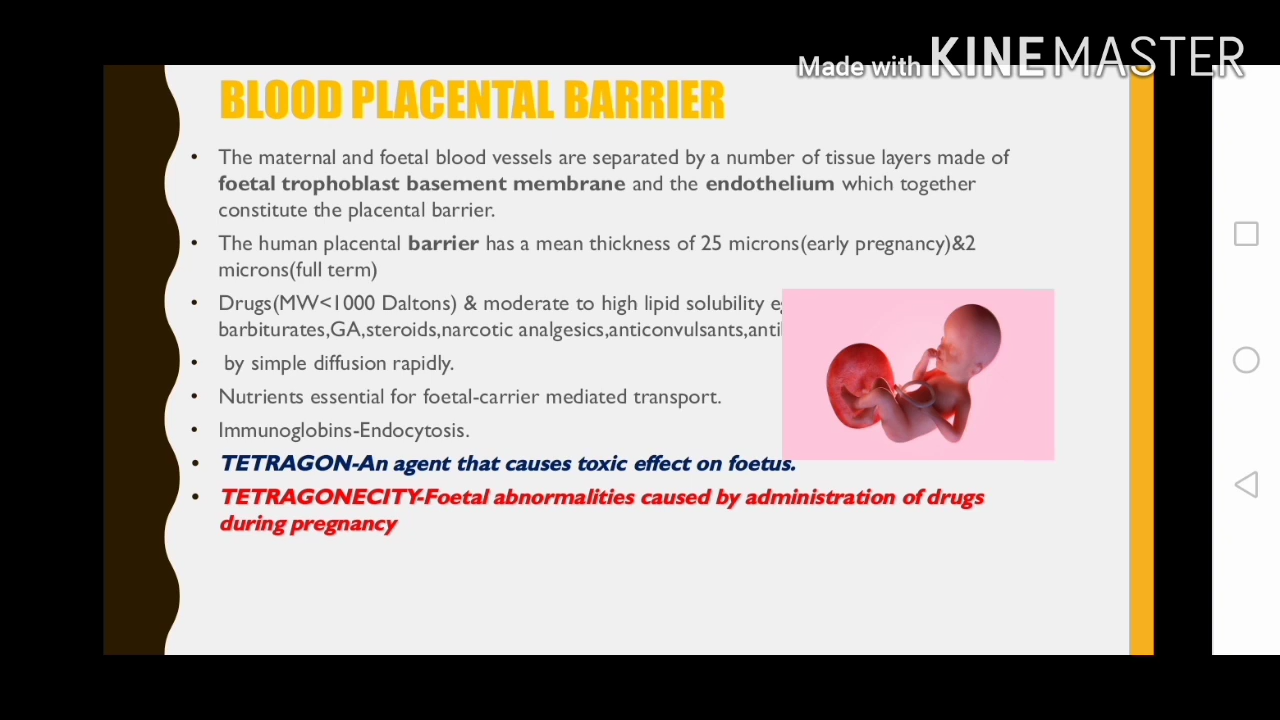 Made with KINEMASTER
BLOOD PLACENTAL BARRIER
• The maternal and foetal blood vessels are separated by a number of tissue layers made of
foetal trophoblast basement membrane and the endothelium which together
constitute the placental barrier.
• The human placental barrier has a mean thickness of 25 microns(early pregnancy)&2
microns(full term)
• Drugs(MW<1000 Daltons) & moderate to high lipid solubility
barbiturates,GA,steroids,narcotic analgesics,anticonvulsants,
• by simple diffusion rapidly.
• Nutrients essential for foetal-carrier mediated transport.
• Immunoglobins-Endocytosis.
• TETRAGON-An agent that causes toxic effect on foetus.
• TETRAGONECITY-Foetal abnormalities caused by administration of drugs
during pregnancy